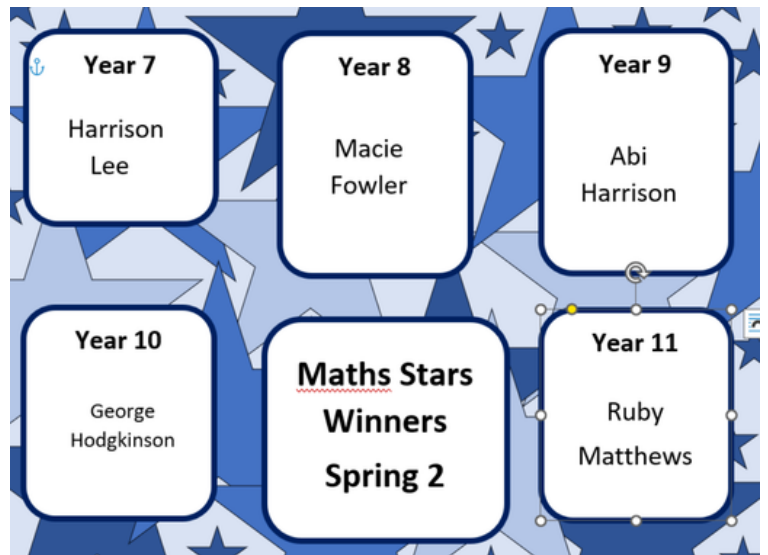 Year 7
Harrison
Lee
Year 8
Macie
Fowler
Year 9
Abi
Harrison
Year 10
George
Hodgkinson
Maths Stars
Winners
Spring 2
Year 11
Ruby
Matthews